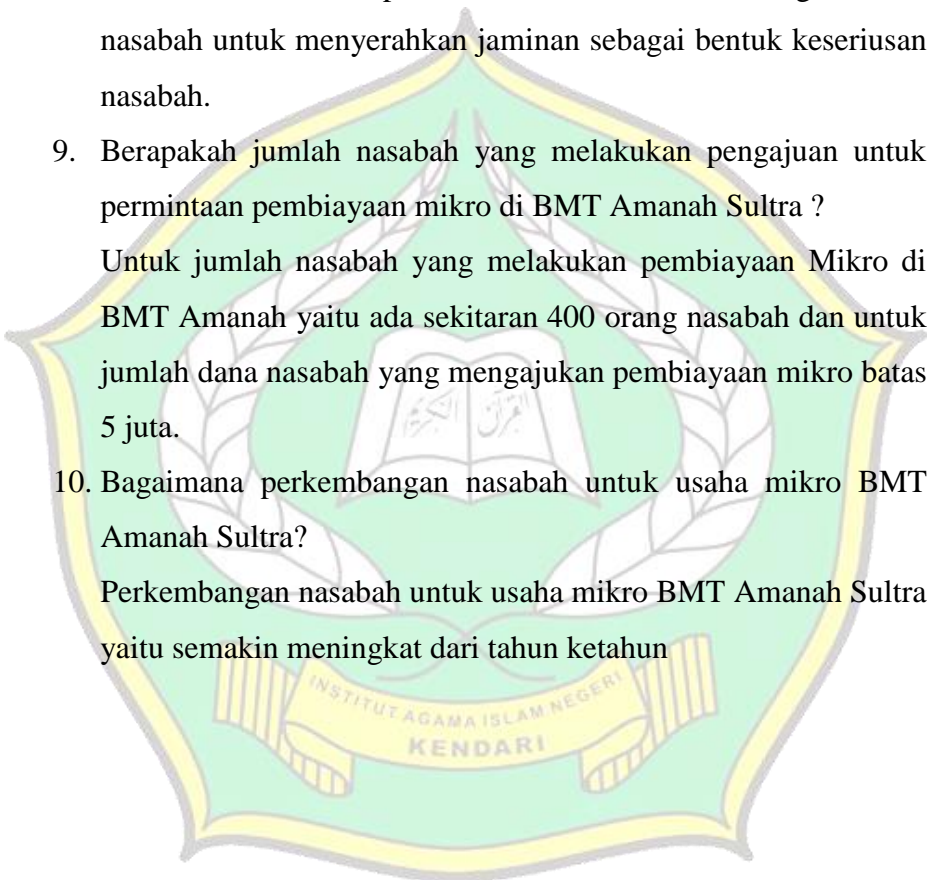 nasabah untuk menyerahkan jaminan sebagai bentuk keseriusan
nasabah.
9. Berapakah jumlah nasabah yang melakukan pengajuan untuk
permintaan pembiayaan mikro di BMT Amanah Sultra ?
Untuk jumlah nasabah yang melakukan pembiayaan Mikro di
BMT Amanah yaitu ada sekitaran 400 orang nasabah dan untuk
jumlah dana nasabah yang mengajukan pembiayaan mikro batas
5 juta.
القرآن الكريم
10. Bagaimana perkembangan nasabah untuk usaha mikro BMT
Amanah Sultra?
Perkembangan nasabah untuk usaha mikro BMT Amanah Sultra
yaitu semakin meningkat dari tahun ketahun
INSTITUT AGAMA ISLAM NEGERI
KENDARI